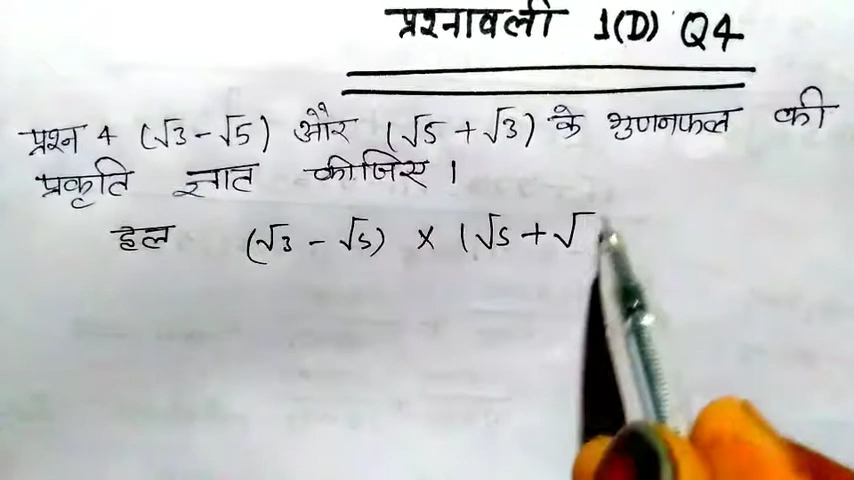 प्रश्नावली 1(D) Q4
प्रश्न 4 (√3 - √5) और (√5 + √3) के गुणनफल की
प्रकृति ज्ञात कीजिए।
हल (√3 - √5) × (√5 + √